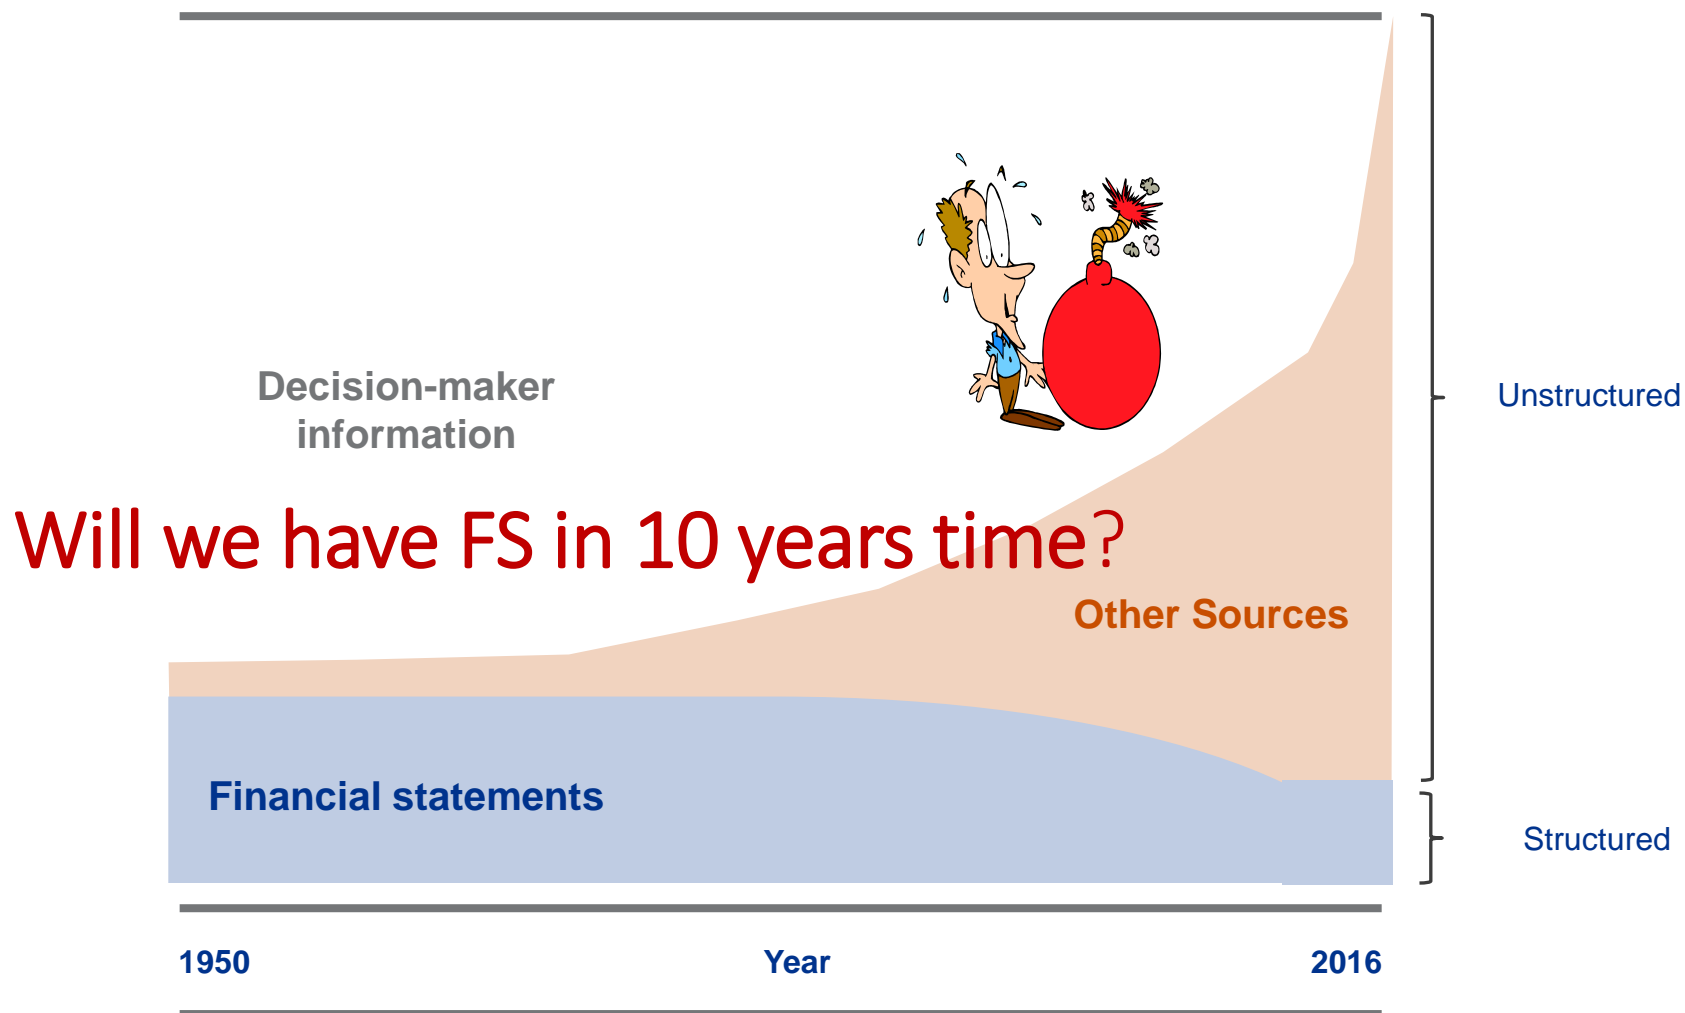 Decision-maker
information
Unstructured
Will we have FS in 10 years time?
Other Sources
Financial statements
Structured
1950 Year 2016